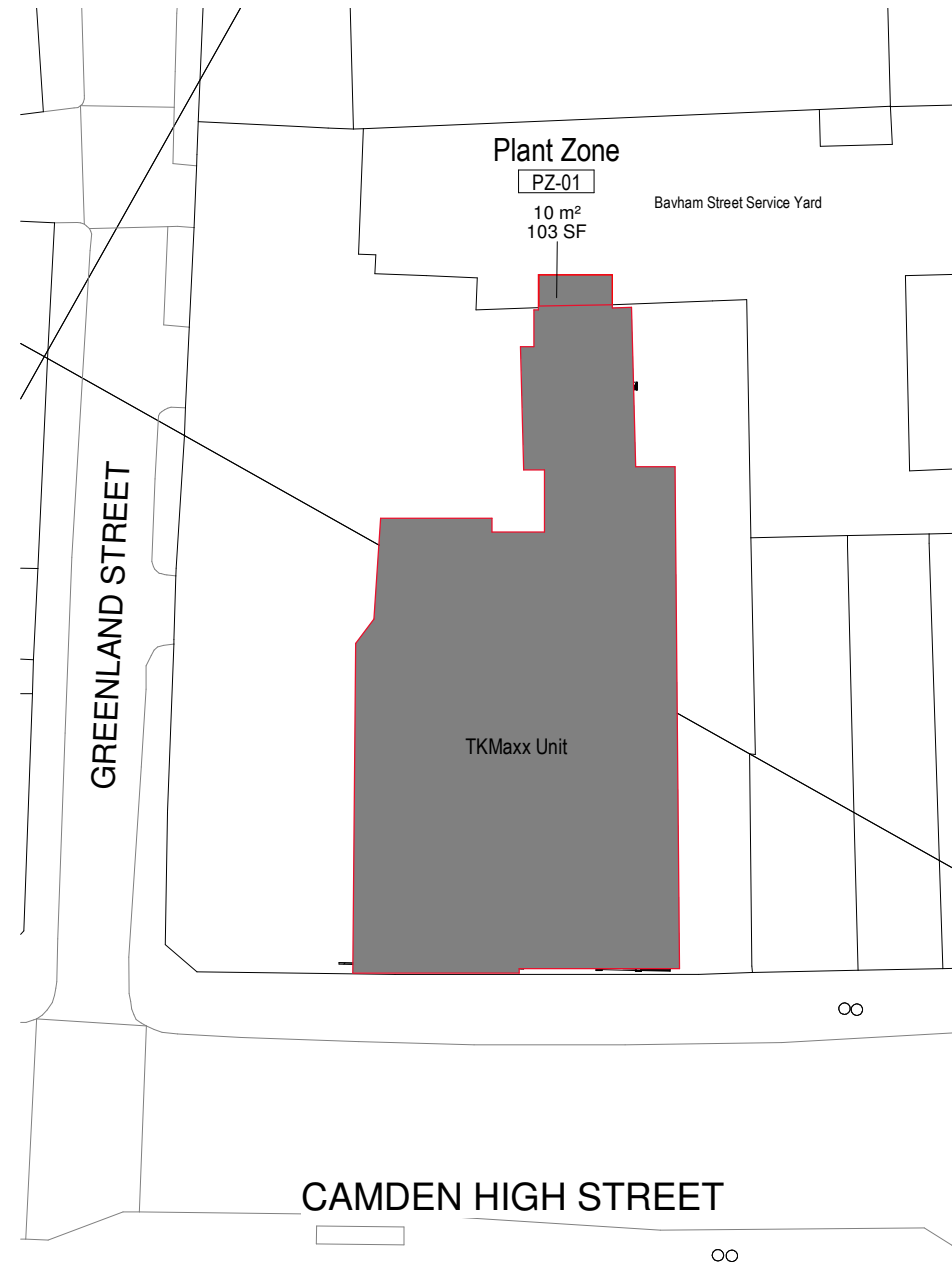 Plant Zone
PZ-01
10 m²
103 SF
Bavham Street Service Yard
GREENLAND STREET
TKMaxx Unit
CAMDEN HIGH STREET